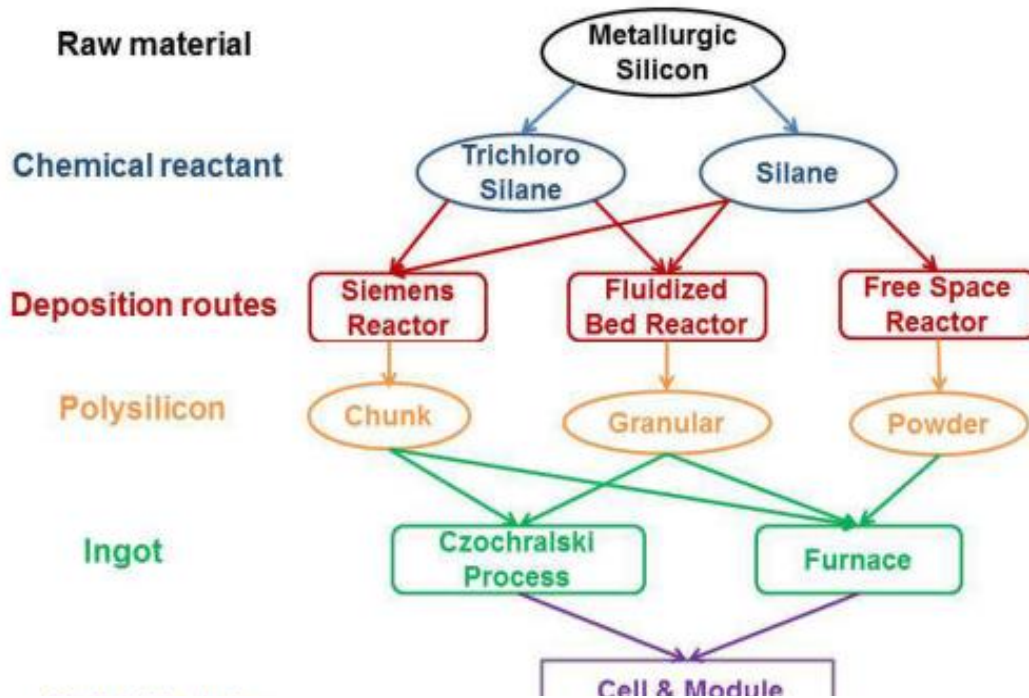 Raw material
Metallurgic
Silicon
Chemical reactant
Trichloro
Silane
Silane
Deposition routes
Siemens
Reactor
Fluidized
Bed Reactor
Free Space
Reactor
Polysilicon
Chunk
Granular
Powder
Ingot
Czochralski
Process
Furnace
Cell & Module